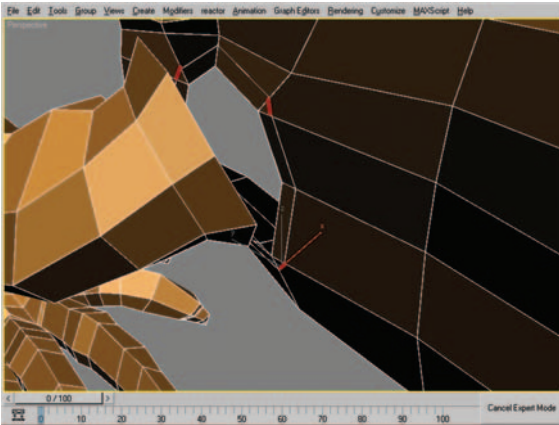 File Edit Tools Group Views Create Modifiers reactor Animation Graph Editors Rendering Customize MAXScript Help
Perspective
< 0 / 100 >
0 10 20 30 40 50 60 70 80 90 100
Cancel Expert Mode